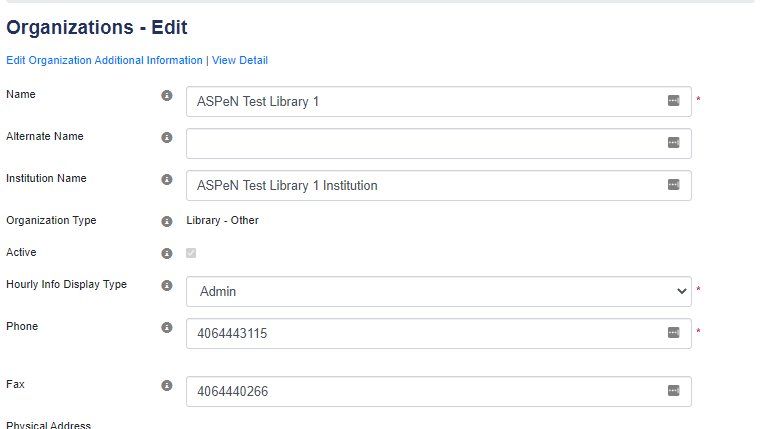 Organizations - Edit
Edit Organization Additional Information | View Detail
Name ASPeN Test Library 1 *
Alternate Name
Institution Name ASPeN Test Library 1 Institution
Organization Type Library - Other
Active
Hourly Info Display Type Admin *
Phone 4064443115 *
Fax 4064440266
Physical Address